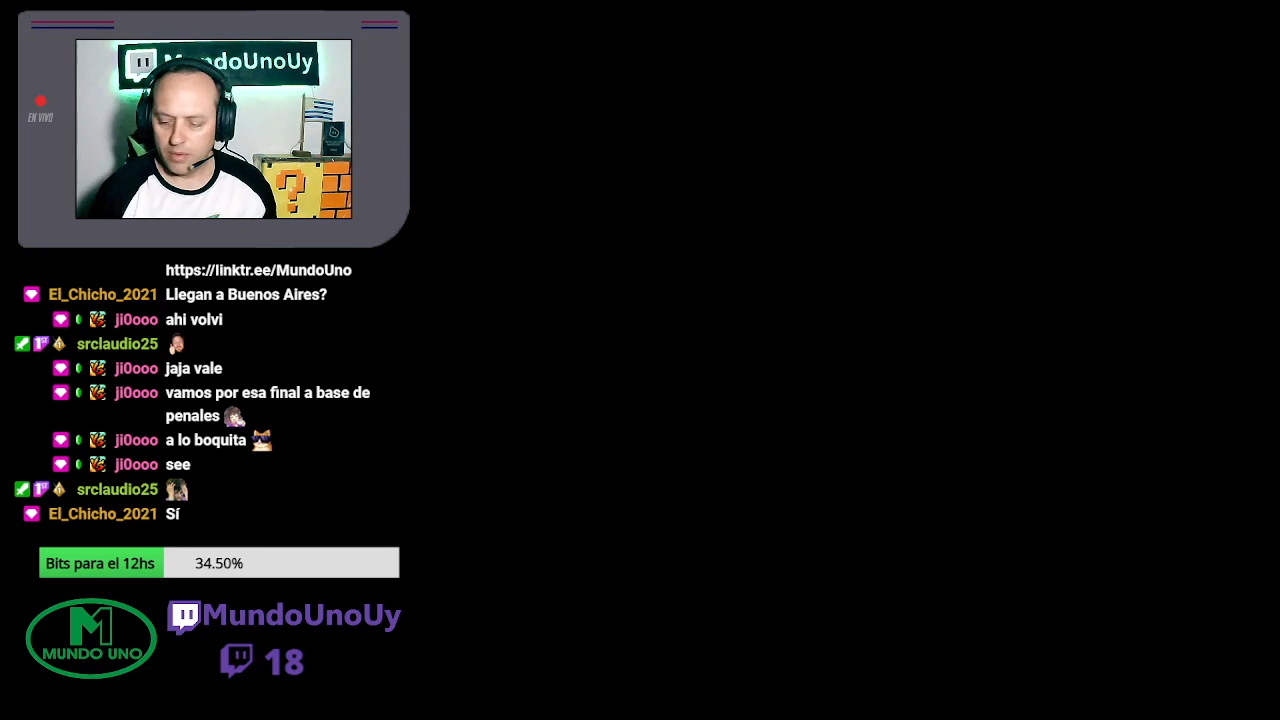 MundoUnoUy
EN VIVO
https://linktr.ee/MundoUno
El_Chicho_2021 Llegan a Buenos Aires?
ji0ooo ahi volvi
srclaudio25
ji0ooo jaja vale
ji0ooo vamos por esa final a base de
penales
ji0ooo a lo boquita
ji0ooo see
srclaudio25
El_Chicho_2021 Sí
Bits para el 12hs 34.50%
M
MUNDO UNO
MundoUnoUy
18